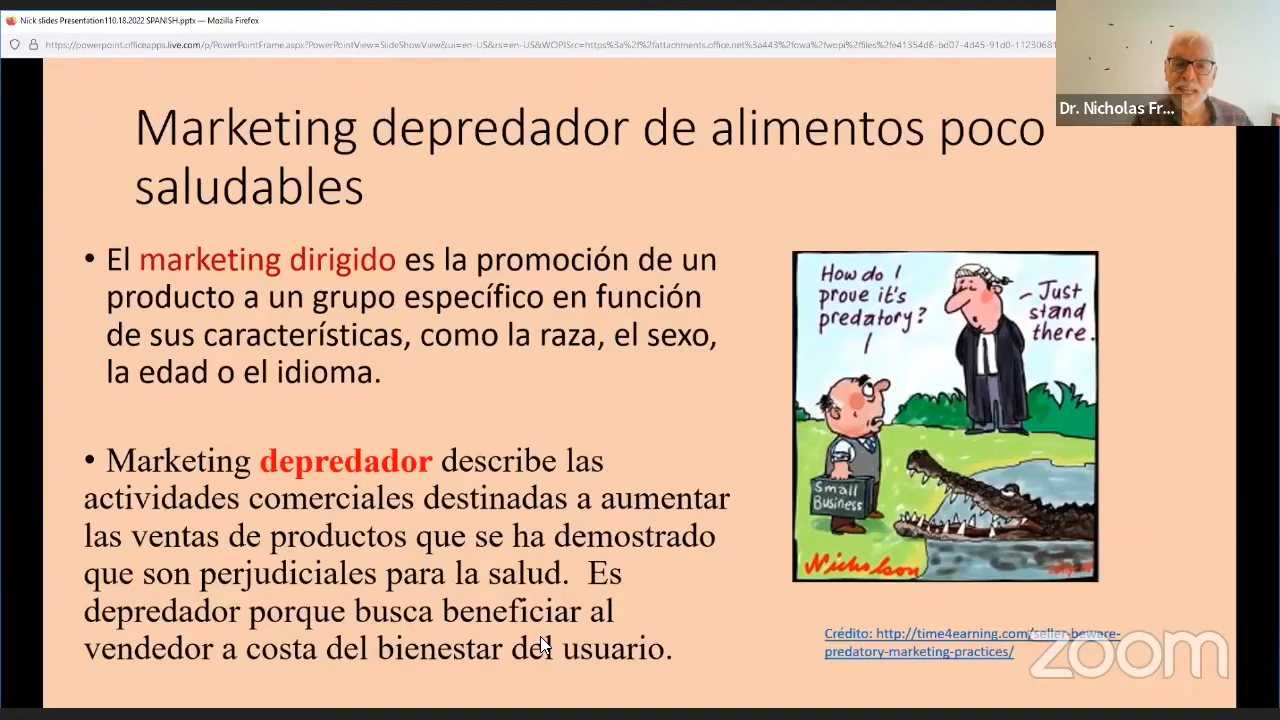 Nick slides Presentation110.18.2022 SPANISH.pptx — Mozilla Firefox
https://powerpoint.officeapps.live.com/p/PowerPointFrame.aspx?PowerPointView=SlideShowView&ui=en-US&rs=en-US&WOPISrc=https%3a%2f%2fattachments.office.net%3a443%2fowa%2fwopi%2ffiles%2fe41354d6-bd07-4d45-91d0-11230681
Dr. Nicholas Fr...
Marketing depredador de alimentos poco
saludables
• El marketing dirigido es la promoción de un
producto a un grupo específico en función
de sus características, como la raza, el sexo,
la edad o el idioma.
• Marketing depredador describe las
actividades comerciales destinadas a aumentar
las ventas de productos que se ha demostrado
que son perjudiciales para la salud.  Es
depredador porque busca beneficiar al
vendedor a costa del bienestar del usuario.
How do I
prove it's
predatory?
- Just
stand
there.
Small
Business
Nicholson
Crédito: http://time4earning.com/seller-beware-
predatory-marketing-practices/
zoom